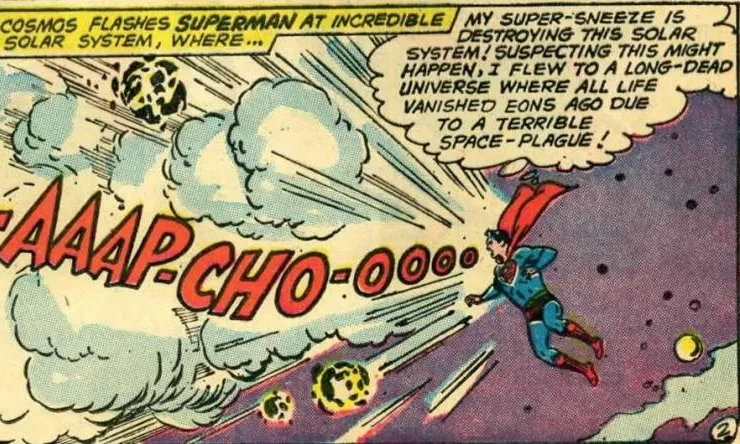 COSMOS FLASHES SUPERMAN AT INCREDIBLE
SOLAR SYSTEM, WHERE...
MY SUPER-SNEEZE IS
DESTROYING THIS SOLAR
SYSTEM! SUSPECTING THIS MIGHT
HAPPEN, I FLEW TO A LONG-DEAD
UNIVERSE WHERE ALL LIFE
VANISHED EONS AGO DUE
TO A TERRIBLE
SPACE-PLAGUE!
-AAAAP-CHO-OOOO
2